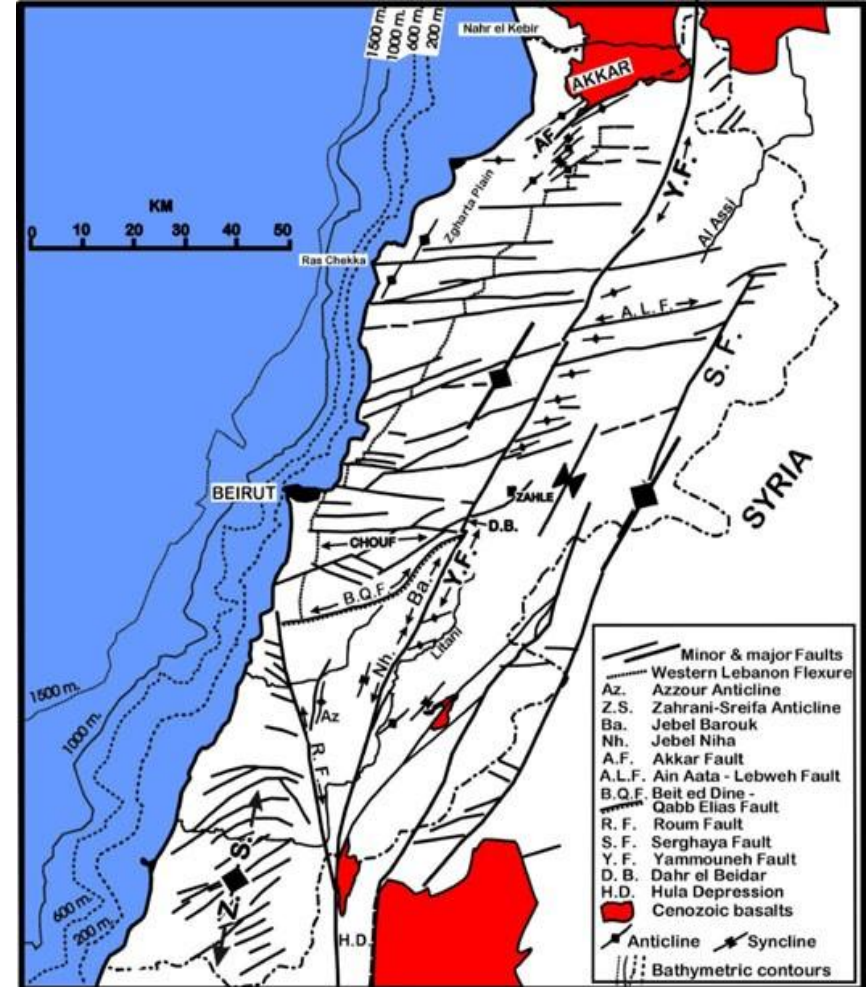 1500 m.
1000 m.
600 m.
200 m.
Nahr el Kebir
AKKAR
AF
Y.F.
Zgharta Plain
Al Assi
KM
0 10 20 30 40 50
Ras Chekka
A. L. F.
S. F.
SYRIA
BEIRUT
ZAHLE
D.B.
CHOUF
B.Q.F.
Ba.
Y.F.
Nh.
Litani
Az
R. F.
1500 m.
1000 m.
600 m.
200 m.
Z. S.
H.D.
Minor & major Faults
Western Lebanon Flexure
Az. Azzour Anticline
Z.S. Zahrani-Sreifa Anticline
Ba. Jebel Barouk
Nh. Jebel Niha
A.F. Akkar Fault
A.L.F. Ain Aata - Lebweh Fault
B.Q.F. Beit ed Dine -
Qabb Elias Fault
R. F. Roum Fault
S. F. Serghaya Fault
Y. F. Yammouneh Fault
D. B. Dahr el Beidar
H.D. Hula Depression
Cenozoic basalts
Anticline Syncline
Bathymetric contours